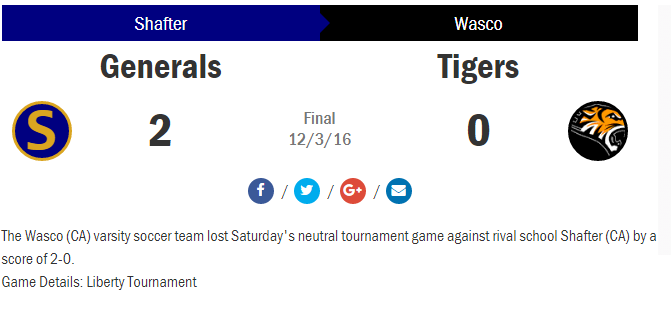 Shafter
Wasco
Generals
Tigers
S
2
Final
12/3/16
0
f / / G+ /
The Wasco (CA) varsity soccer team lost Saturday's neutral tournament game against rival school Shafter (CA) by a
score of 2-0.
Game Details: Liberty Tournament